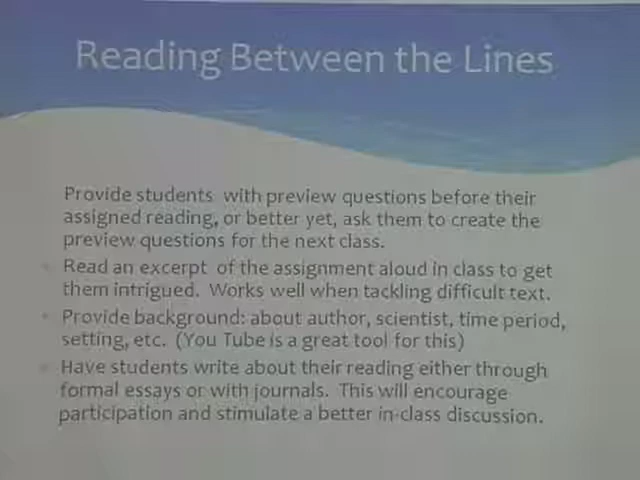 Reading Between the Lines
Provide students with preview questions before their
assigned reading, or better yet, ask them to create the
preview questions for the next class.
Read an excerpt of the assignment aloud in class to get
them intrigued. Works well when tackling difficult text.
Provide background: about author, scientist, time period,
setting, etc. (You Tube is a great tool for this)
Have students write about their reading either through
formal essays or with journals. This will encourage
participation and stimulate a better in-class discussion.